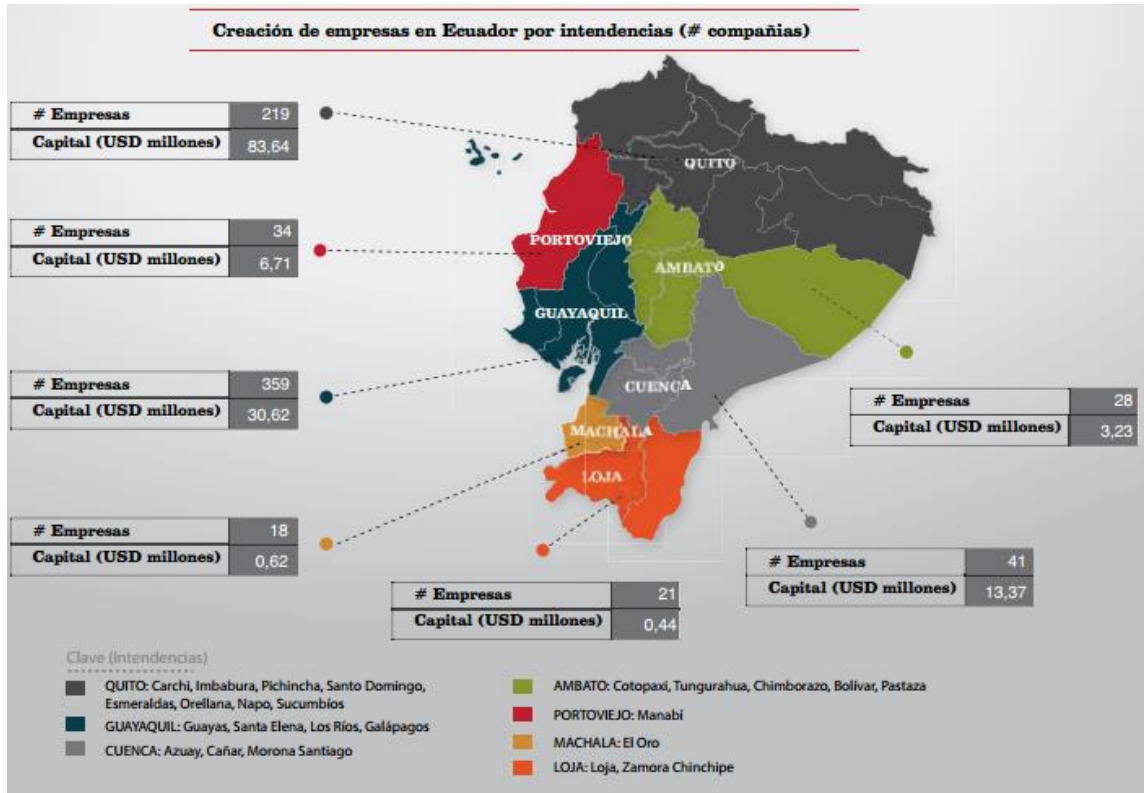 Creación de empresas en Ecuador por intendencias (# compañias)
# Empresas 219
Capital (USD millones) 83,64
QUITO
# Empresas 34
Capital (USD millones) 6,71
PORTOVIEJO
AMBATO
GUAYAQUIL
# Empresas 359
Capital (USD millones) 30,62
CUENCA
# Empresas 28
Capital (USD millones) 3,23
MACHALA
LOJA
# Empresas 18
Capital (USD millones) 0,62
# Empresas 41
Capital (USD millones) 13,37
# Empresas 21
Capital (USD millones) 0,44
Clave (Intendencias)
QUITO: Carchi, Imbabura, Pichincha, Santo Domingo,
Esmeraldas, Orellana, Napo, Sucumbíos
GUAYAQUIL: Guayas, Santa Elena, Los Ríos, Galápagos
CUENCA: Azuay, Cañar, Morona Santiago
AMBATO: Cotopaxi, Tungurahua, Chimborazo, Bolívar, Pastaza
PORTOVIEJO: Manabí
MACHALA: El Oro
LOJA: Loja, Zamora Chinchipe